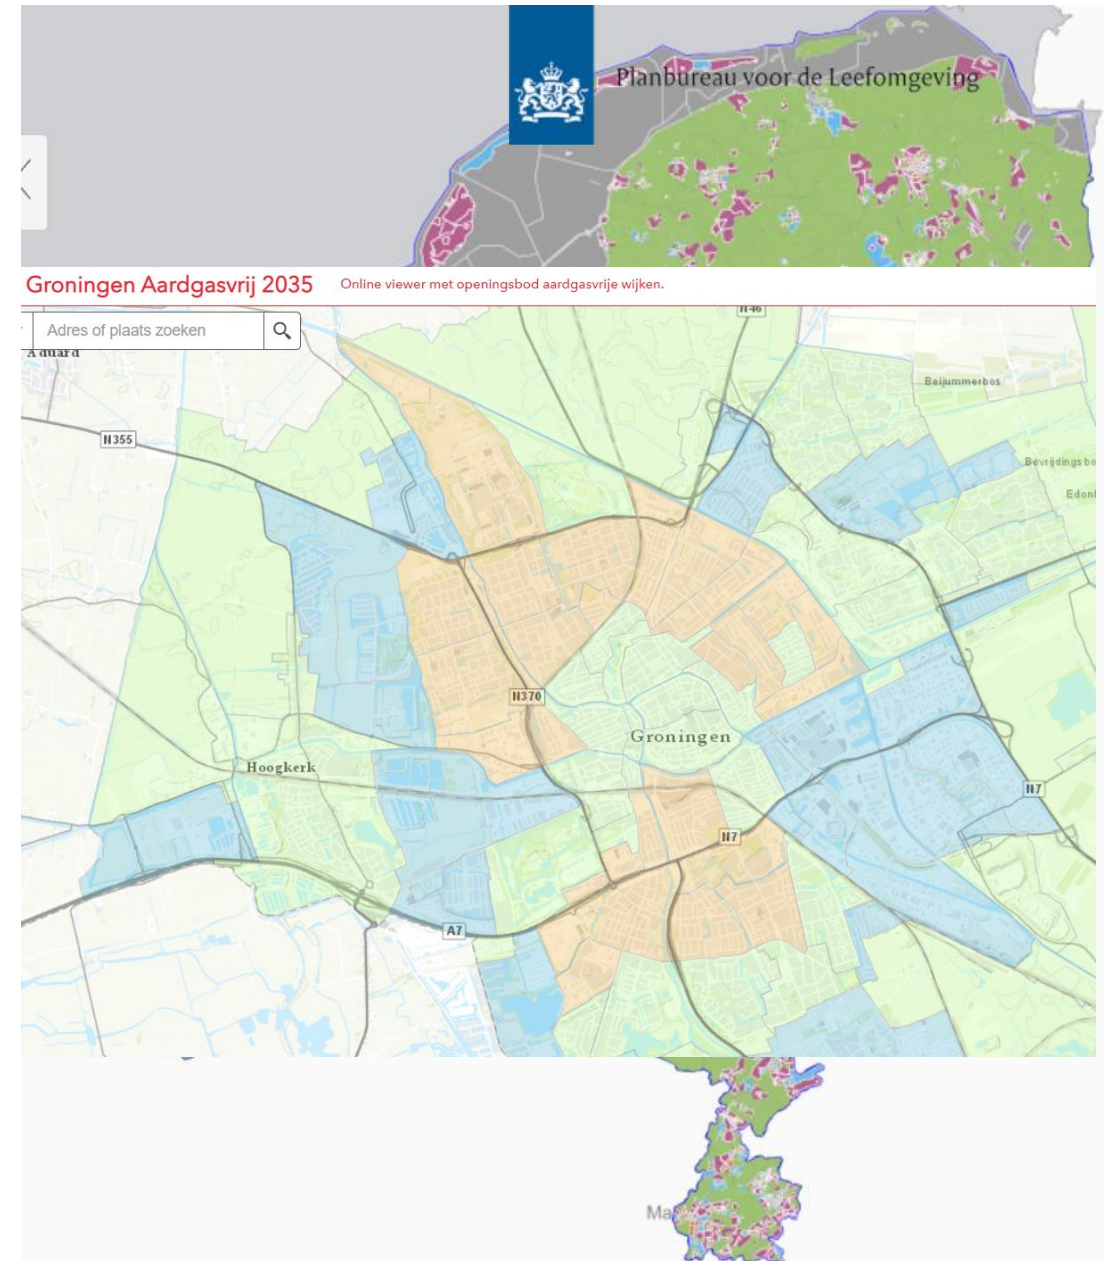 Planbureau voor de Leefomgeving
Groningen Aardgasvrij 2035
Online viewer met openingsbod aardgasvrije wijken.
N46
Adres of plaats zoeken
Aduard
Beijummerbos
N355
N370
Groningen
Hoogkerk
N7
N7
A7